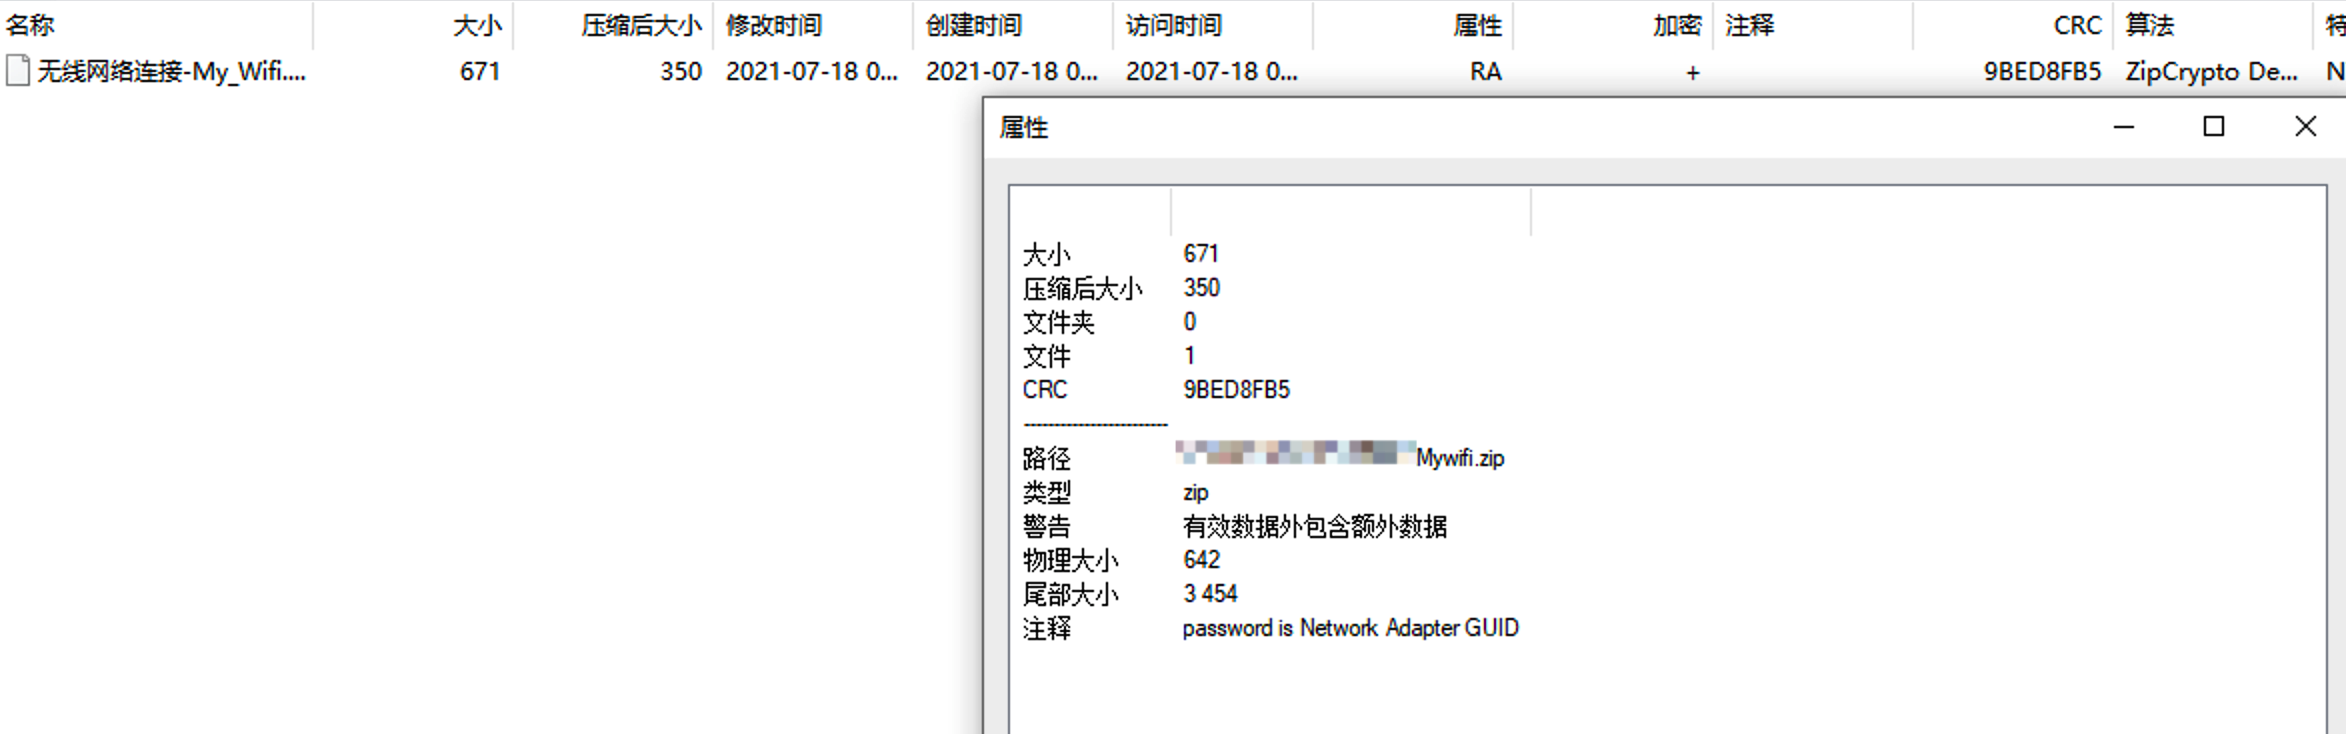 名称 大小 压缩后大小 修改时间 创建时间 访问时间 属性 加密 注释 CRC 算法 特
无线网络连接-My_Wifi.... 671 350 2021-07-18 0... 2021-07-18 0... 2021-07-18 0... RA + 9BED8FB5 ZipCrypto De... N
属性
大小 671
压缩后大小 350
文件夹 0
文件 1
CRC 9BED8FB5
------------------------
路径 Mywifi.zip
类型 zip
警告 有效数据外包含额外数据
物理大小 642
尾部大小 3 454
注释 password is Network Adapter GUID